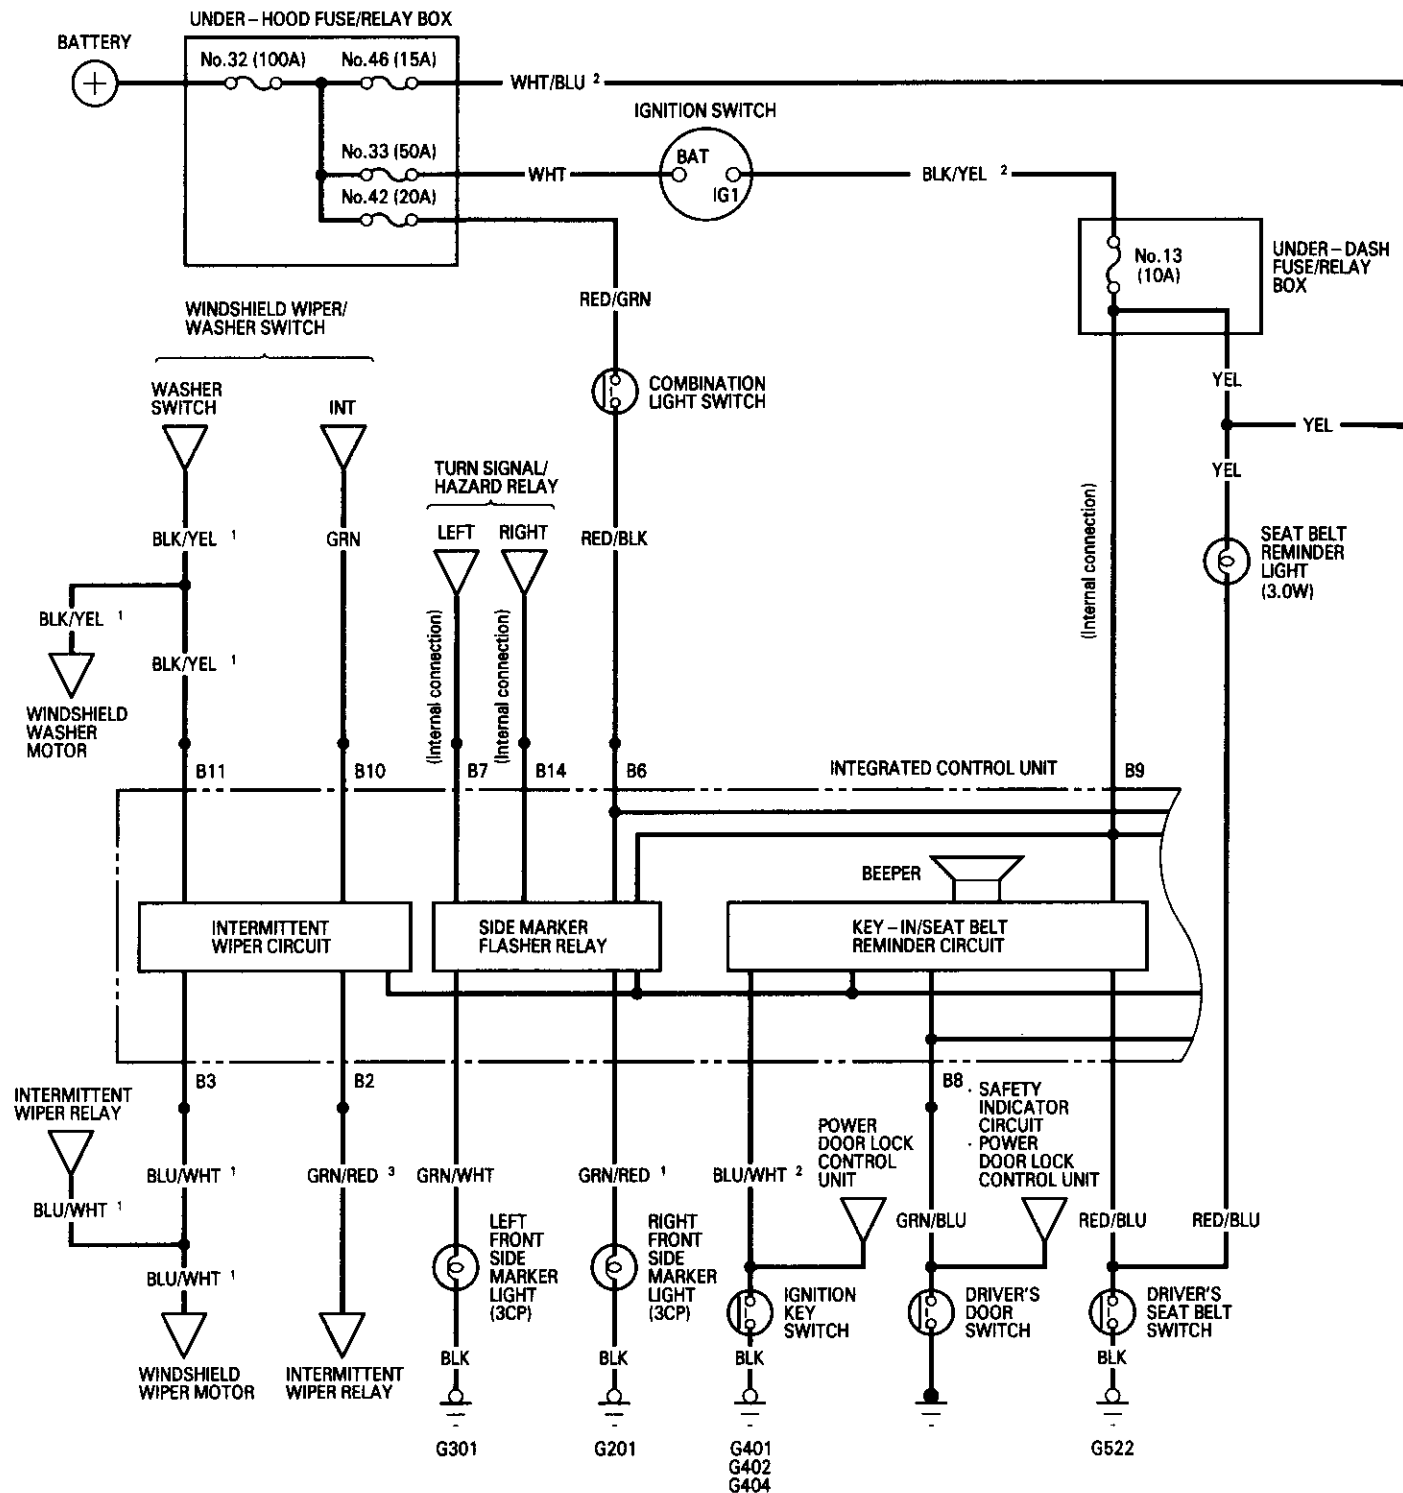 UNDER-HOOD FUSE/RELAY BOX
BATTERY
No.32 (100A)
No.46 (15A)
WHT/BLU 2
IGNITION SWITCH
No.33 (50A)
WHT
BAT
IG1
BLK/YEL 2
No.42 (20A)
No.13
(10A)
UNDER-DASH
FUSE/RELAY
BOX
RED/GRN
WINDSHIELD WIPER/
WASHER SWITCH
WASHER
SWITCH
INT
COMBINATION
LIGHT SWITCH
YEL
YEL
YEL
TURN SIGNAL/
HAZARD RELAY
LEFT
RIGHT
BLK/YEL 1
GRN
RED/BLK
(Internal connection)
SEAT BELT
REMINDER
LIGHT
(3.0W)
BLK/YEL 1
BLK/YEL 1
(Internal connection)
(Internal connection)
WINDSHIELD
WASHER
MOTOR
B11
B10
B7
B14
B6
INTEGRATED CONTROL UNIT
B9
BEEPER
INTERMITTENT
WIPER CIRCUIT
SIDE MARKER
FLASHER RELAY
KEY-IN/SEAT BELT
REMINDER CIRCUIT
B3
B2
B8
INTERMITTENT
WIPER RELAY
POWER
DOOR LOCK
CONTROL
UNIT
· SAFETY
INDICATOR
CIRCUIT
· POWER
DOOR LOCK
CONTROL UNIT
BLU/WHT 1
GRN/RED 3
GRN/WHT
GRN/RED 1
BLU/WHT 2
BLU/WHT 1
GRN/BLU
RED/BLU
RED/BLU
BLU/WHT 1
LEFT
FRONT
SIDE
MARKER
LIGHT
(3CP)
RIGHT
FRONT
SIDE
MARKER
LIGHT
(3CP)
IGNITION
KEY
SWITCH
DRIVER'S
DOOR
SWITCH
DRIVER'S
SEAT BELT
SWITCH
WINDSHIELD
WIPER MOTOR
INTERMITTENT
WIPER RELAY
BLK
BLK
BLK
BLK
G301
G201
G401
G402
G404
G522